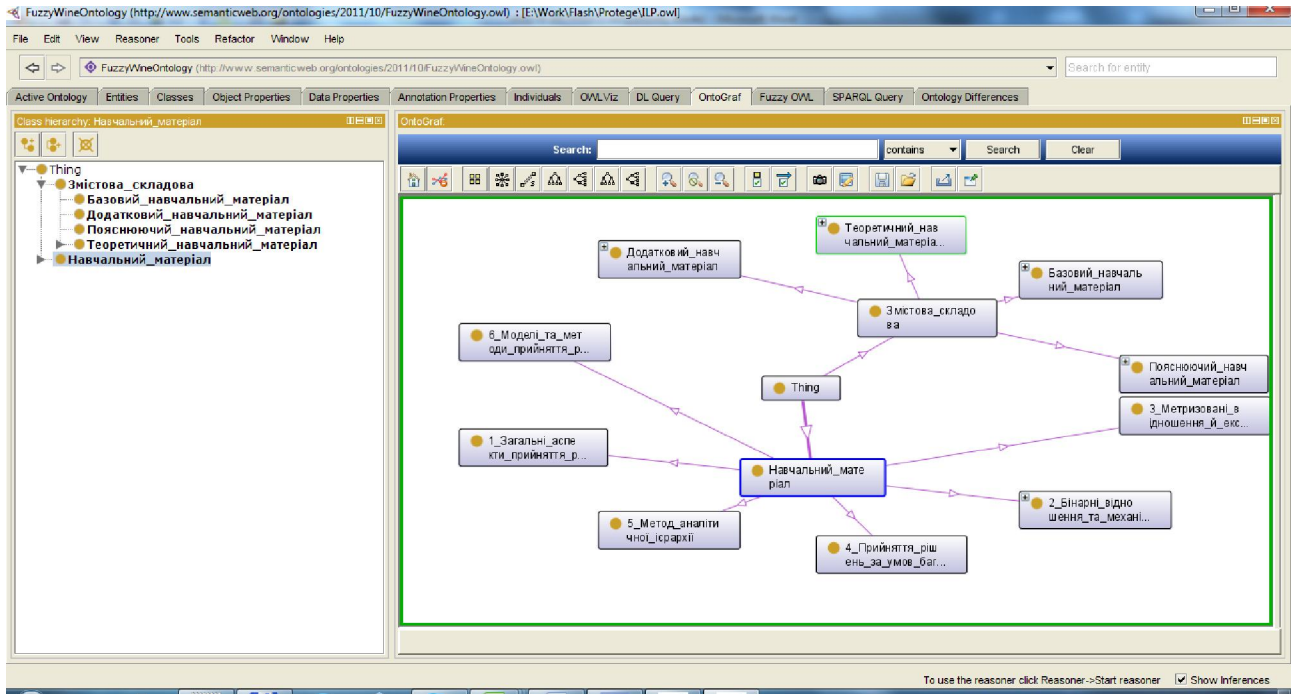 FuzzyWineOntology (http://www.semanticweb.org/ontologies/2011/10/FuzzyWineOntology.owl) : [E:\Work\Flash\Protege\ILP.owl]
File Edit View Reasoner Tools Refactor Window Help
FuzzyWineOntology (http://www.semanticweb.org/ontologies/2011/10/FuzzyWineOntology.owl)
Search for entity
Active Ontology Entities Classes Object Properties Data Properties Annotation Properties Individuals OWLViz DL Query OntoGraf Fuzzy OWL SPARQL Query Ontology Differences
Class hierarchy: Навчальний_матеріал
Thing
Змістова_складова
Базовий_навчальний_матеріал
Додатковий_навчальний_матеріал
Пояснюючий_навчальний_матеріал
Теоретичний_навчальний_матеріал
Навчальний_матеріал
OntoGraf:
Search: contains Search Clear
Теоретичний_нав
чальний_матеріа...
Додатковий_навч
альний_матеріал
Базовий_навчаль
ний_матеріал
Змістова_складо
ва
6_Моделі_та_мет
оди_прийняття_р...
Пояснюючий_навч
альний_матеріал
Thing
3_Метризовані_в
ідношення_й_екс...
1_Загальні_аспе
кти_прийняття_р...
Навчальний_мате
ріал
2_Бінарні_відно
шення_та_механі...
5_Метод_аналіти
чної_ієрархії
4_Прийняття_ріш
ень_за_умов_баг...
To use the reasoner click Reasoner->Start reasoner Show Inferences